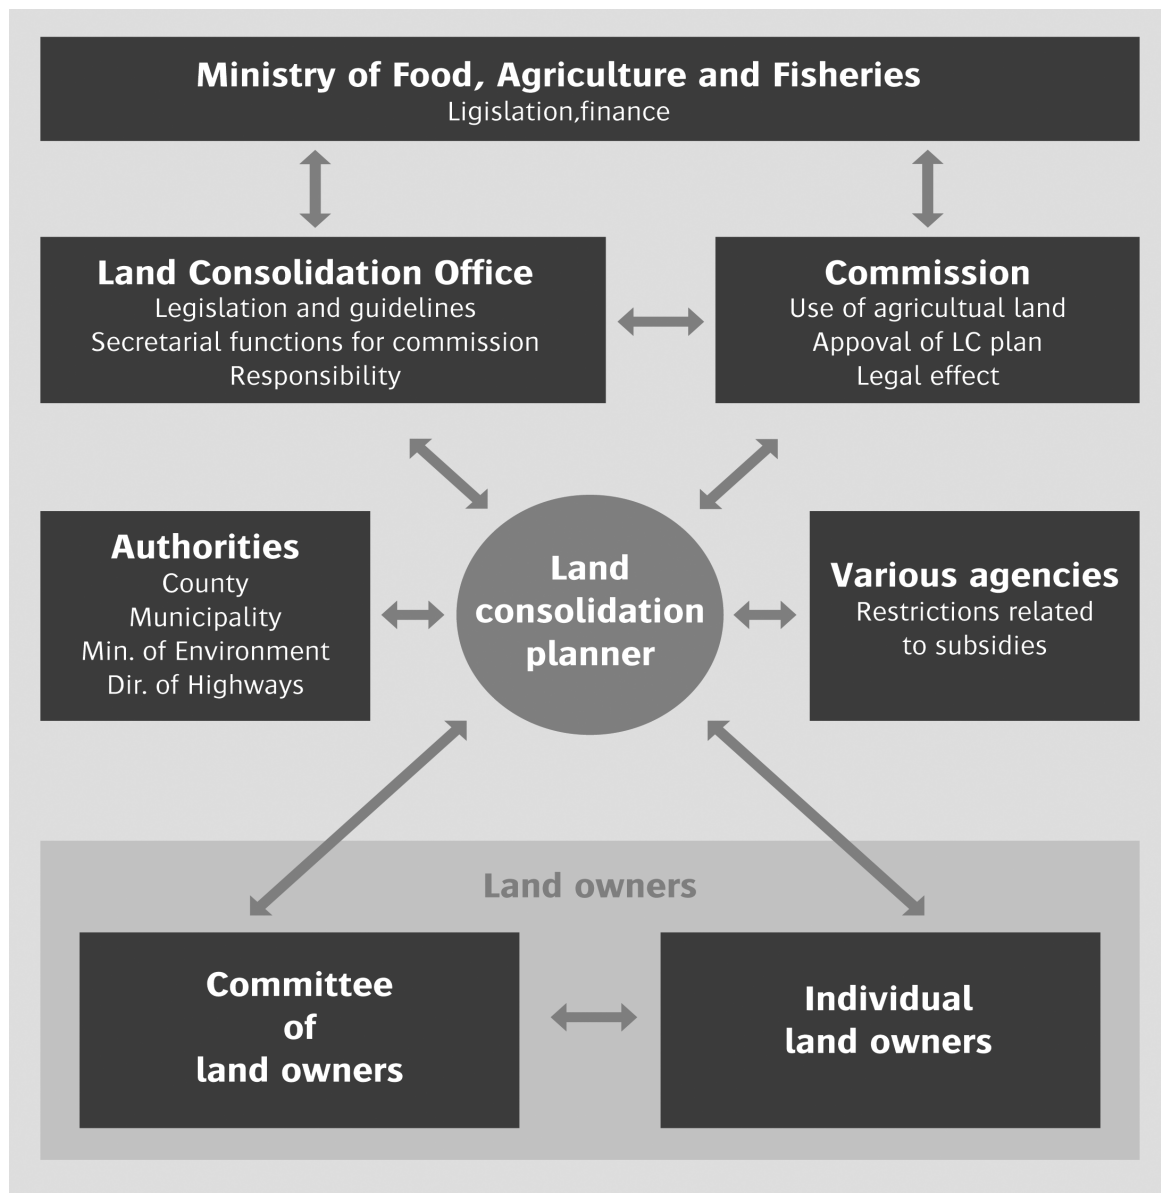 Ministry of Food, Agriculture and Fisheries
Ligislation,finance
Land Consolidation Office
Legislation and guidelines
Secretarial functions for commission
Responsibility
Commission
Use of agricultual land
Appoval of LC plan
Legal effect
Authorities
County
Municipality
Min. of Environment
Dir. of Highways
Land
consolidation
planner
Various agencies
Restrictions related
to subsidies
Land owners
Committee
of
land owners
Individual
land owners